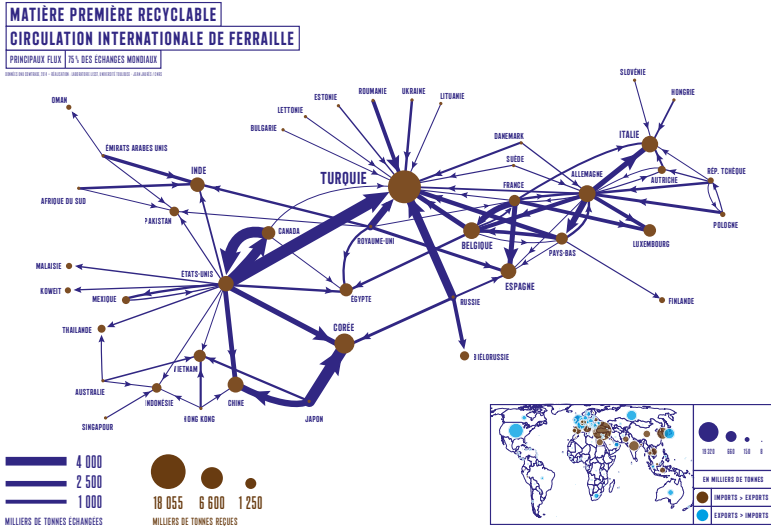 MATIÈRE PREMIÈRE RECYCLABLE
CIRCULATION INTERNATIONALE DE FERRAILLE
PRINCIPAUX FLUX 75% DES ÉCHANGES MONDIAUX
SLOVÉNIE
HONGRIE
ROUMANIE
UKRAINE
LITUANIE
ESTONIE
LETTONIE
BULGARIE
OMAN
DANEMARK
ITALIE
ÉMIRATS ARABES UNIS
SUÈDE
INDE
TURQUIE
FRANCE
ALLEMAGNE
AUTRICHE
RÉP. TCHÈQUE
AFRIQUE DU SUD
PAKISTAN
CANADA
ROYAUME-UNI
BELGIQUE
PAYS-BAS
LUXEMBOURG
POLOGNE
MALAISIE
ÉTATS-UNIS
KOWEIT
MEXIQUE
ÉGYPTE
ESPAGNE
RUSSIE
FINLANDE
THAILANDE
CORÉE
VIETNAM
BIÉLORUSSIE
AUSTRALIE
INDONÉSIE
CHINE
HONG KONG
JAPON
SINGAPOUR
4 000
2 500
1 000
MILLIERS DE TONNES ÉCHANGÉES
18 055
6 600
1 250
MILLIERS DE TONNES REÇUES
660
150
EN MILLIERS DE TONNES
IMPORTS > EXPORTS
EXPORTS > IMPORTS